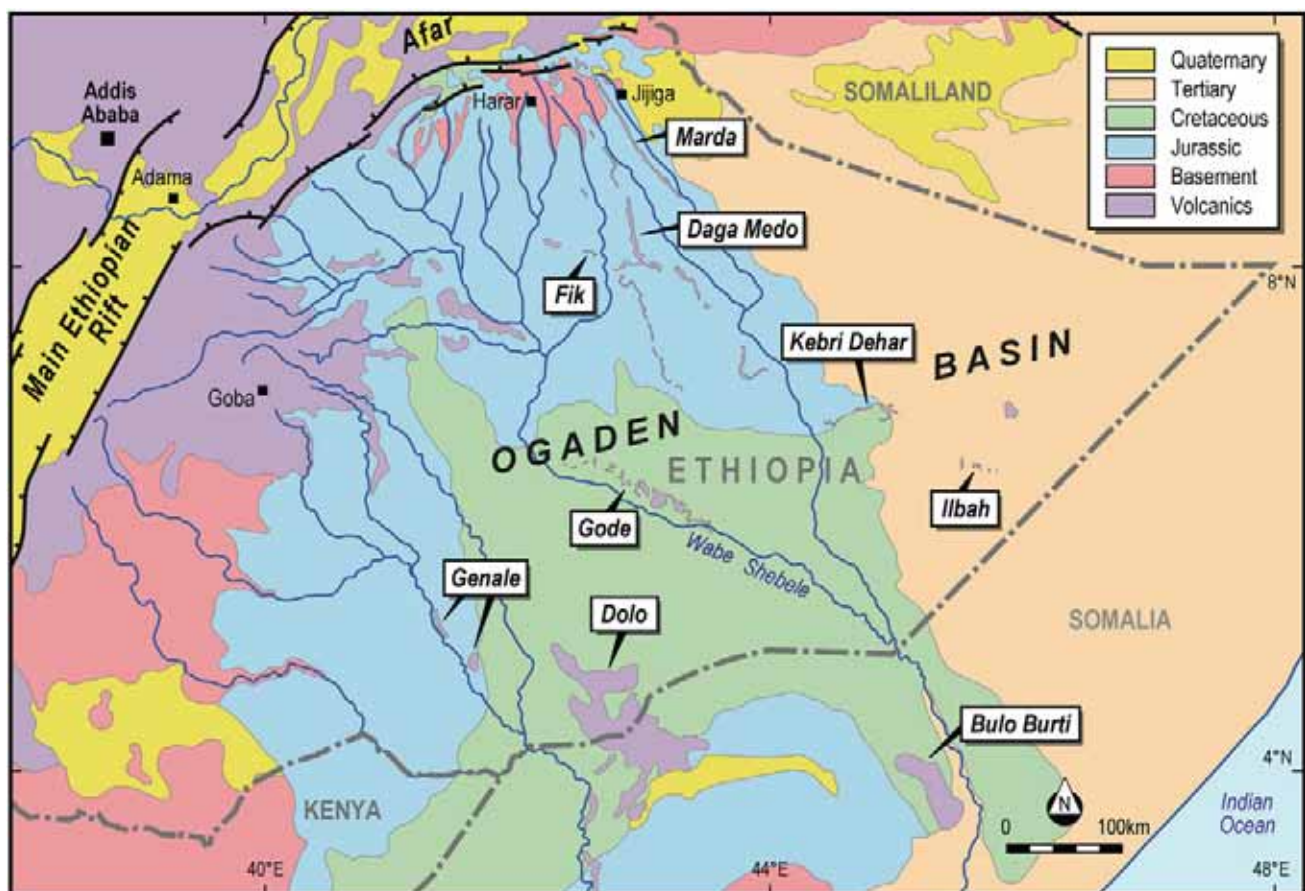 Afar
Addis
Ababa
Harar
Jijiga
SOMALILAND
Quaternary
Tertiary
Cretaceous
Jurassic
Basement
Volcanics
Marda
Adama
Main Ethiopian
Rift
Daga Medo
Fik
8°N
Kebri Dehar
BASIN
Goba
OGADEN
ETHIOPIA
Ilbah
Gode
Wabe Shebele
Genale
Dolo
SOMALIA
Bulo Burti
4°N
KENYA
N
0 100km
Indian
Ocean
40°E
44°E
48°E